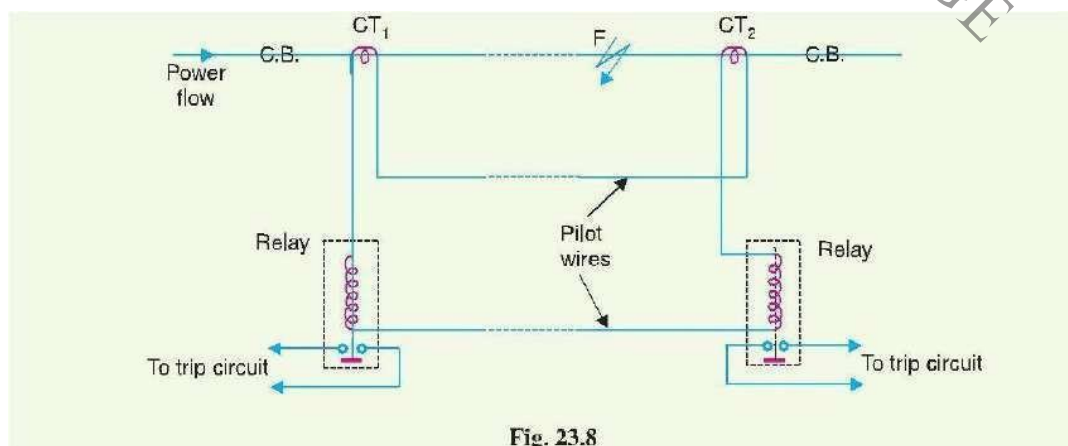 CT1
F
CT2
C.B.
C.B.
Power
flow
Pilot
wires
Relay
Relay
To trip circuit
To trip circuit
Fig. 23.8